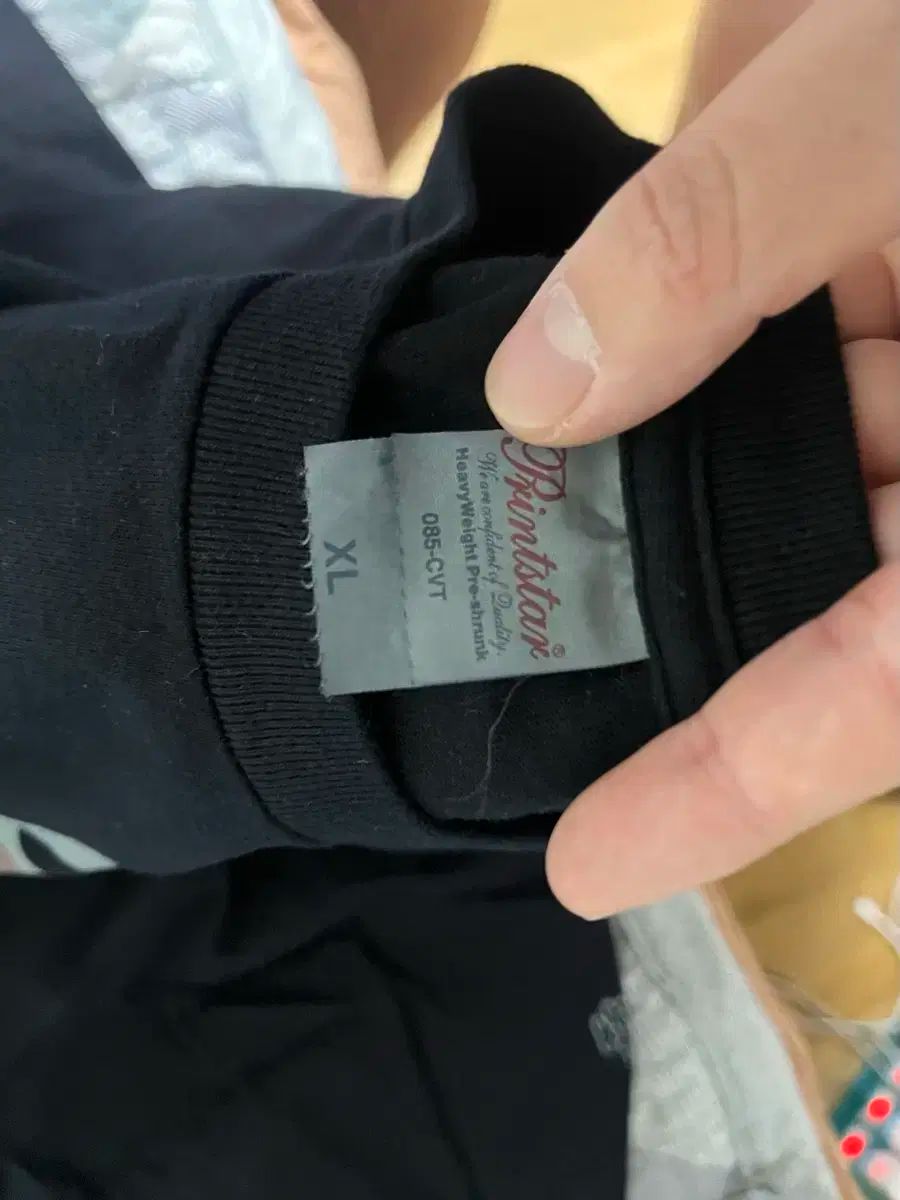 Printstar®
We are confident of Quality.
HeavyWeight Pre-shrunk
085-CVT
XL